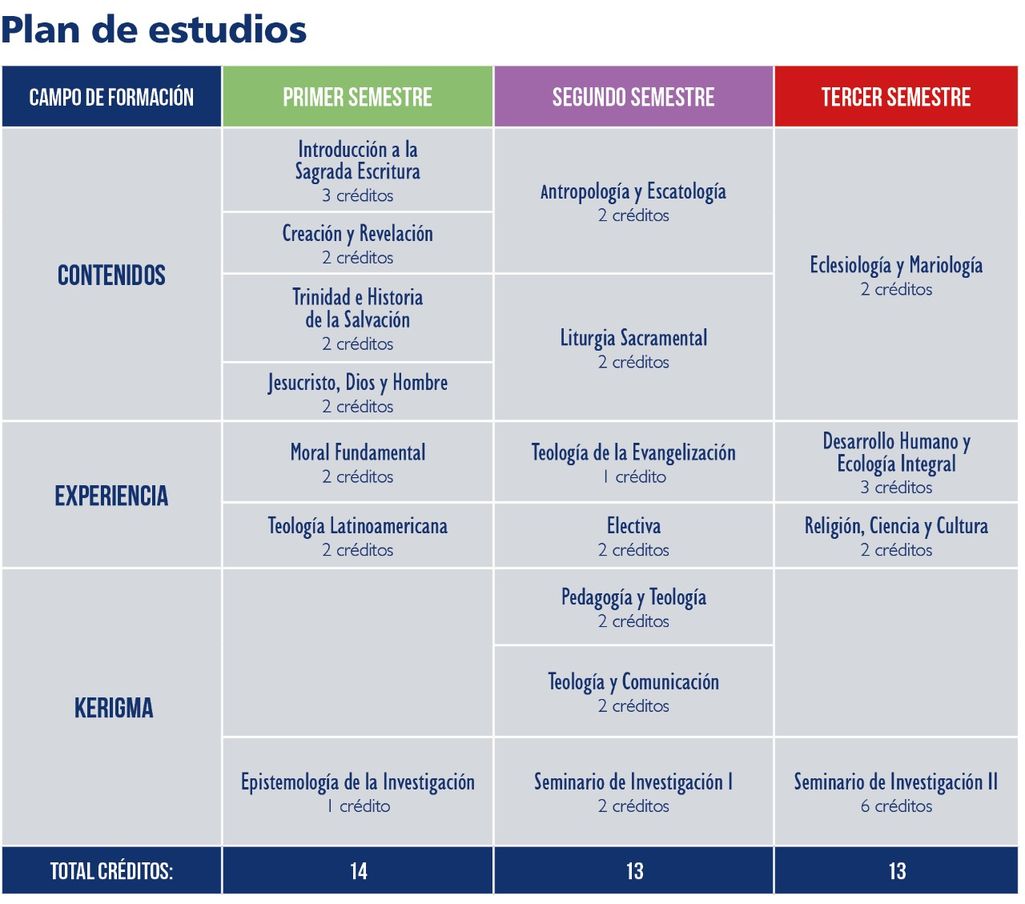 Plan de estudios
CAMPO DE FORMACIÓN
PRIMER SEMESTRE
SEGUNDO SEMESTRE
TERCER SEMESTRE
CONTENIDOS
Introducción a la
Sagrada Escritura
3 créditos
Creación y Revelación
2 créditos
Trinidad e Historia
de la Salvación
2 créditos
Jesucristo, Dios y Hombre
2 créditos
Antropología y Escatología
2 créditos
Liturgia Sacramental
2 créditos
Eclesiología y Mariología
2 créditos
EXPERIENCIA
Moral Fundamental
2 créditos
Teología Latinoamericana
2 créditos
Teología de la Evangelización
1 crédito
Electiva
2 créditos
Desarrollo Humano y
Ecología Integral
3 créditos
Religión, Ciencia y Cultura
2 créditos
KERIGMA
Epistemología de la Investigación
1 crédito
Pedagogía y Teología
2 créditos
Teología y Comunicación
2 créditos
Seminario de Investigación I
2 créditos
Seminario de Investigación II
6 créditos
TOTAL CRÉDITOS:
14
13
13